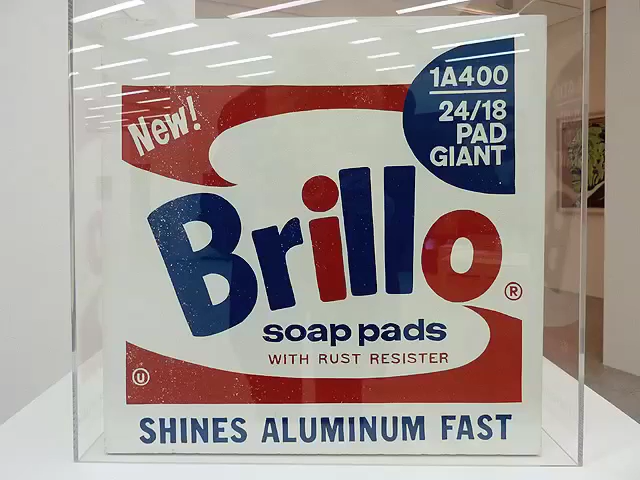 New!
1A400
24/18
PAD
GIANT
Brillo
®
soap pads
WITH RUST RESISTER
U
SHINES ALUMINUM FAST